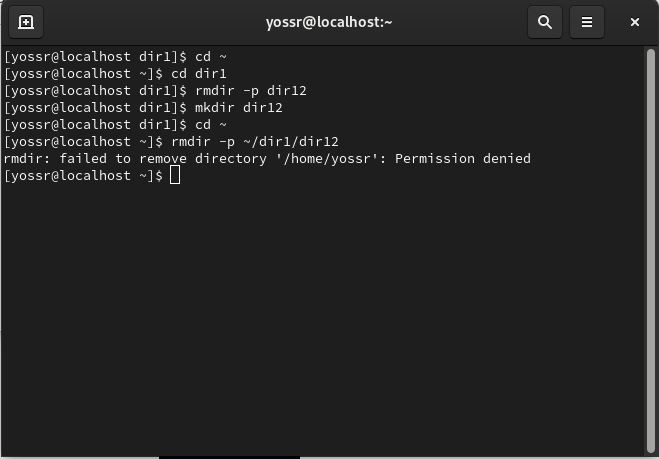 yossr@localhost:~
[yossr@localhost dir1]$ cd ~
[yossr@localhost ~]$ cd dir1
[yossr@localhost dir1]$ rmdir -p dir12
[yossr@localhost dir1]$ mkdir dir12
[yossr@localhost dir1]$ cd ~
[yossr@localhost ~]$ rmdir -p ~/dir1/dir12
rmdir: failed to remove directory '/home/yossr': Permission denied
[yossr@localhost ~]$